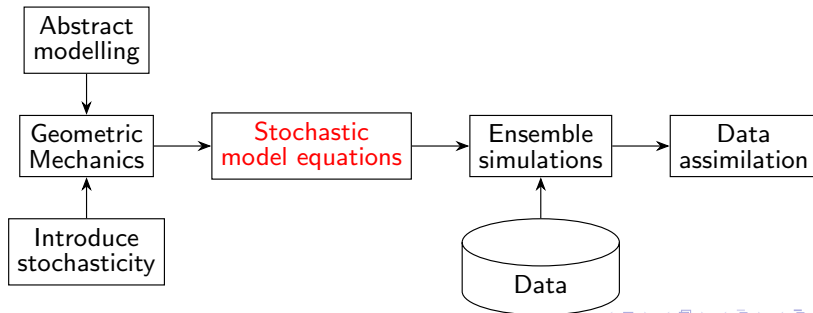 Abstract
modelling
Geometric
Mechanics
Stochastic
model equations
Ensemble
simulations
Data
assimilation
Introduce
stochasticity
Data